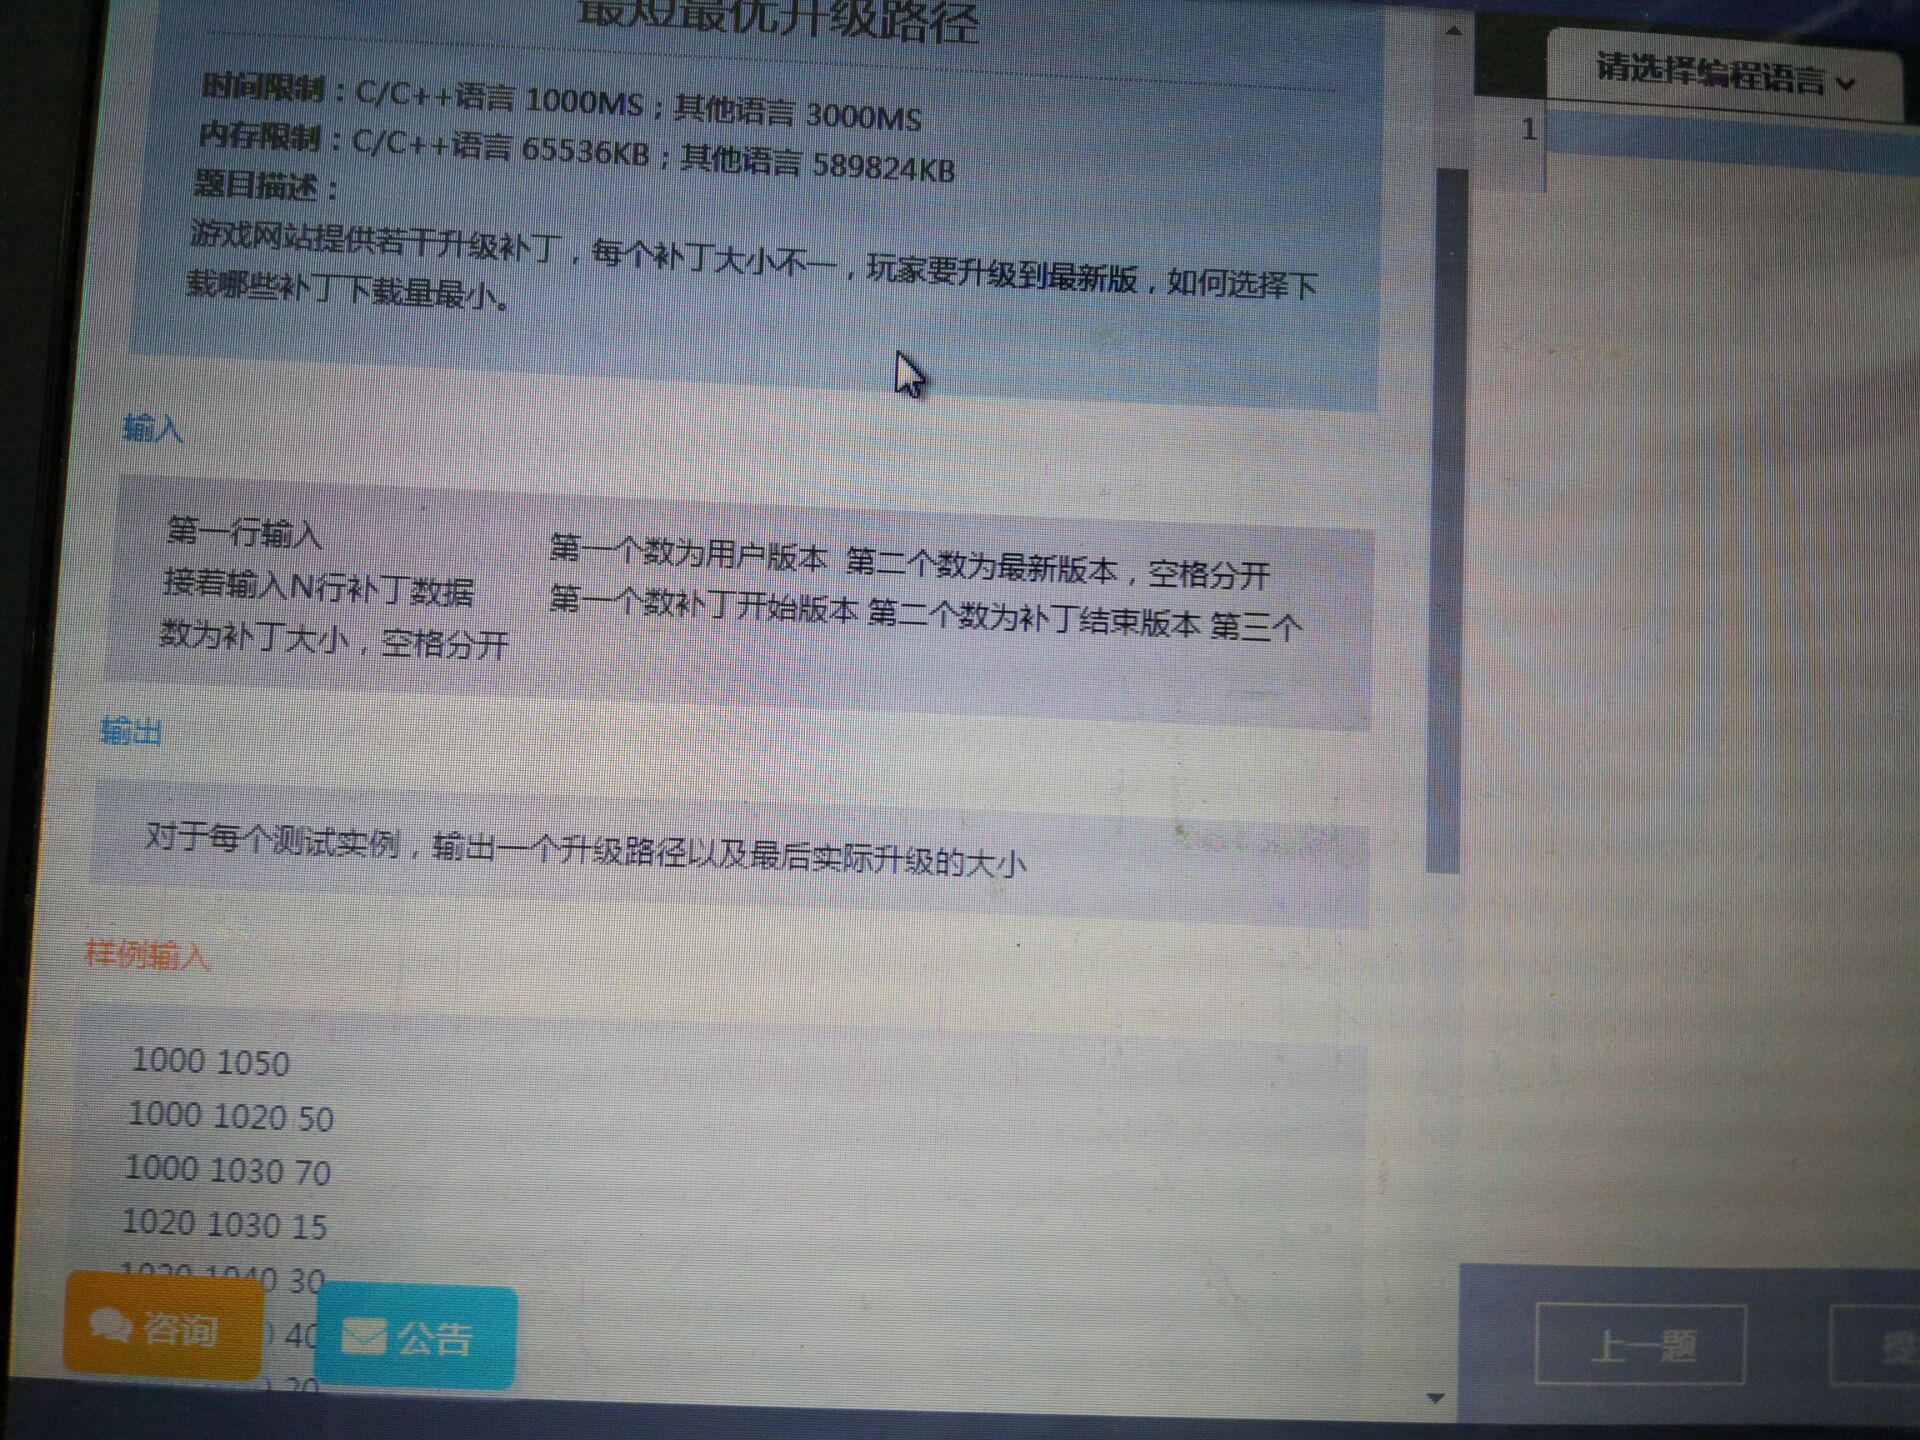 最短最优升级路径
时间限制：C/C++语言 1000MS；其他语言 3000MS
内存限制：C/C++语言 65536KB；其他语言 589824KB
题目描述：
游戏网站提供若干升级补丁，每个补丁大小不一，玩家要升级到最新版，如何选择下
载哪些补丁下载量最小。
输入
第一行输入 第一个数为用户版本 第二个数为最新版本，空格分开
接着输入N行补丁数据 第一个数补丁开始版本 第二个数为补丁结束版本 第三个
数为补丁大小，空格分开
输出
对于每个测试实例，输出一个升级路径以及最后实际升级的大小
样例输入
1000 1050
1000 1020 50
1000 1030 70
1020 1030 15
1020 1040 30
40
20
咨询
公告
请选择编程语言
1
上一题